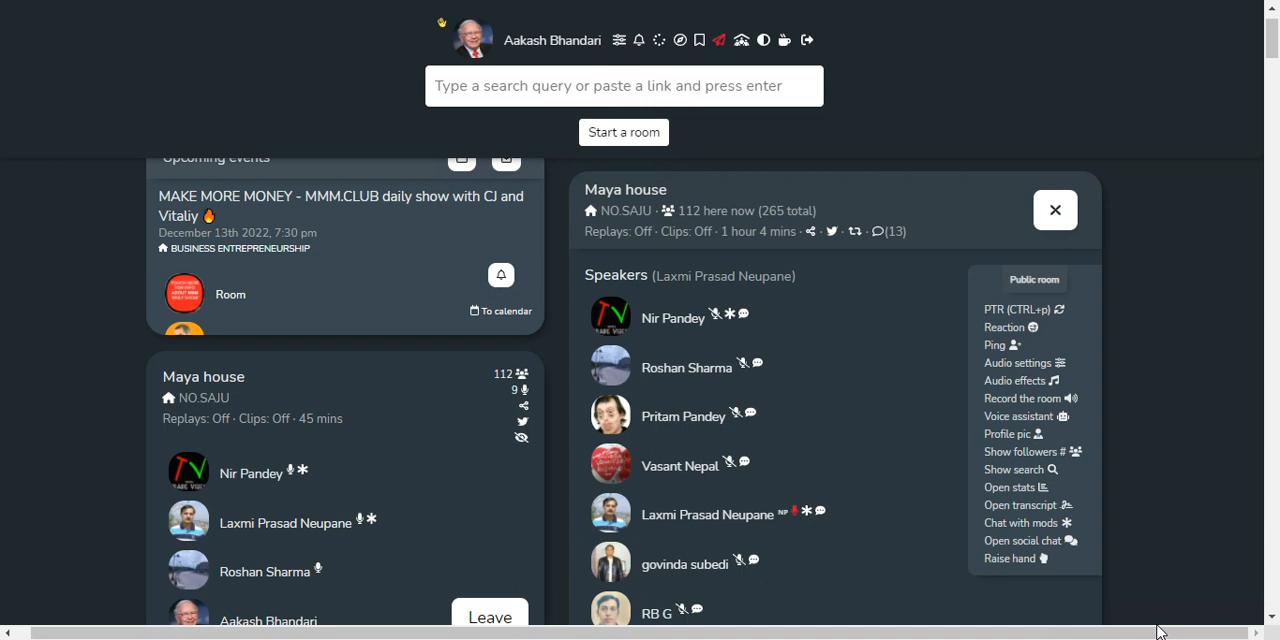 Aakash Bhandari
Type a search query or paste a link and press enter
Start a room
Upcoming events
MAKE MORE MONEY - MMM.CLUB daily show with CJ and
Vitaliy 🔥
December 13th 2022, 7:30 pm
BUSINESS ENTREPRENEURSHIP
Room
To calendar
Maya house
112
NO.SAJU
9
Replays: Off · Clips: Off · 45 mins
Nir Pandey
Laxmi Prasad Neupane
Roshan Sharma
Aakash Bhandari
Leave
Maya house
NO.SAJU · 112 here now (265 total)
Replays: Off · Clips: Off · 1 hour 4 mins · · · · (13)
Speakers (Laxmi Prasad Neupane)
Nir Pandey
Roshan Sharma
Pritam Pandey
Vasant Nepal
Laxmi Prasad Neupane NP
govinda subedi
RB G
Public room
PTR (CTRL+p)
Reaction
Ping
Audio settings
Audio effects
Record the room
Voice assistant
Profile pic
Show followers #
Show search
Open stats
Open transcript
Chat with mods
Open social chat
Raise hand